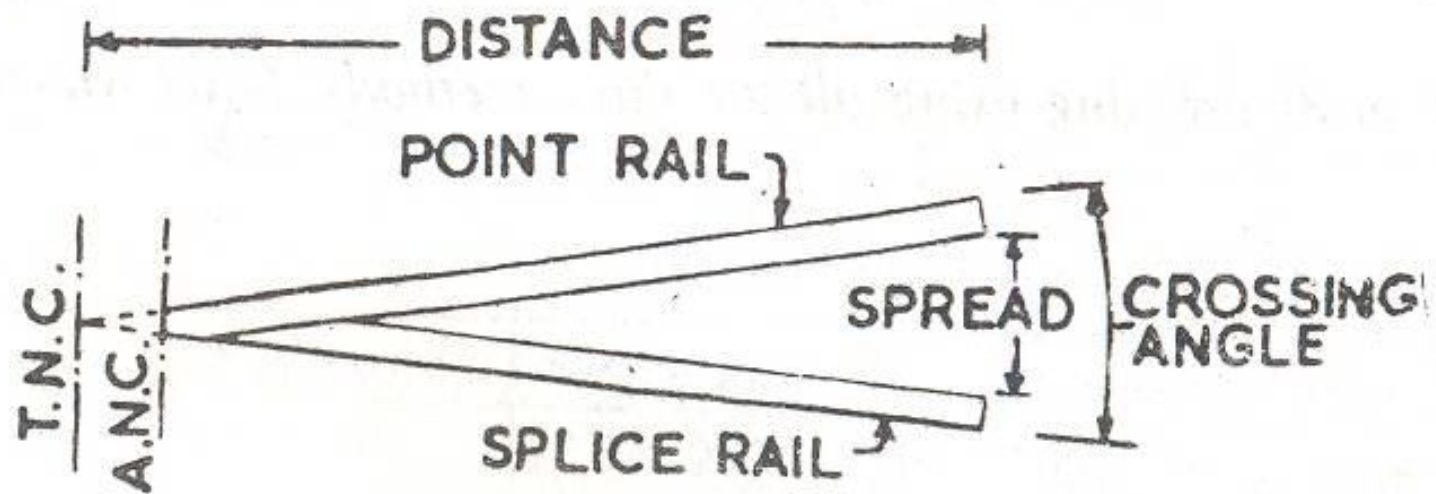 DISTANCE
POINT RAIL
T.N.C.
A.N.C.
SPREAD
CROSSING
ANGLE
SPLICE RAIL